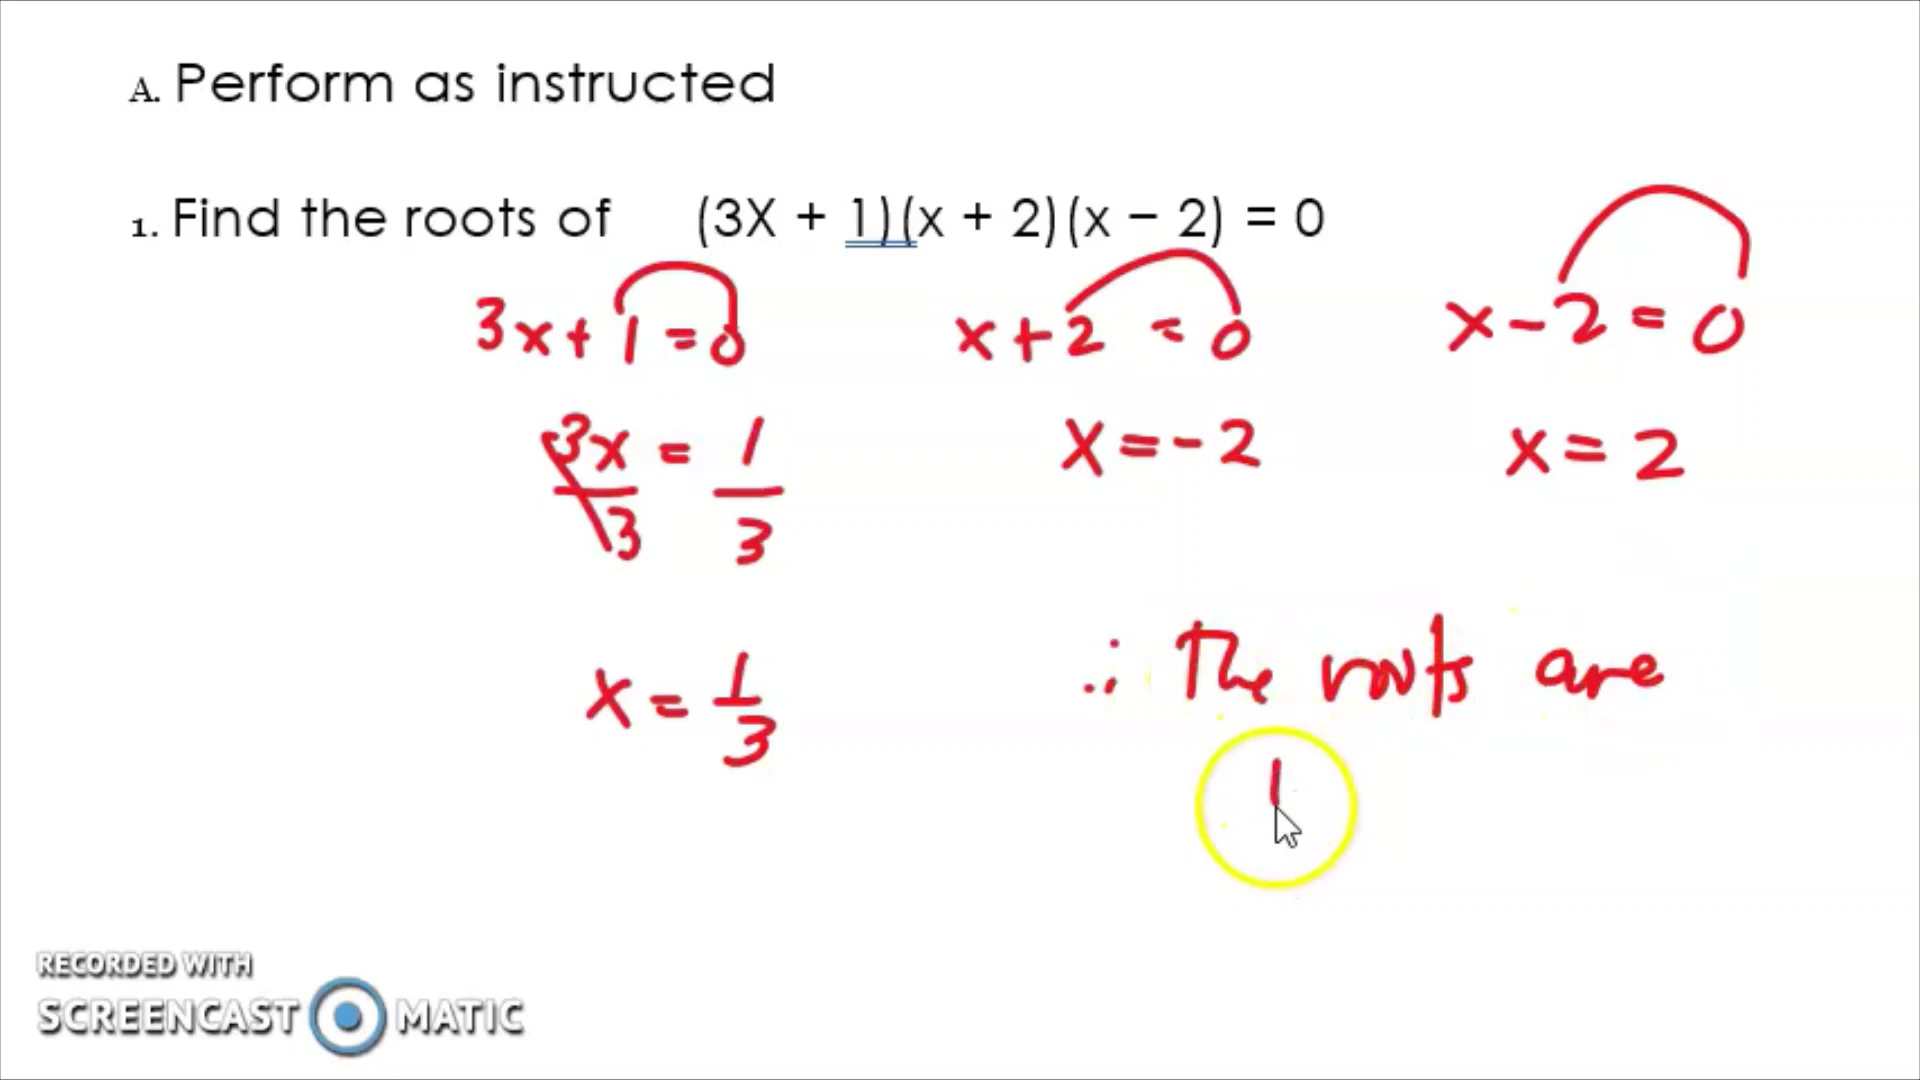 A. Perform as instructed
1. Find the roots of (3X + 1)(x + 2)(x − 2) = 0
3x+1=0 x+2=0 x-2=0
3x/3 = 1/3 x=-2 x=2
x=1/3 ∴ The roots are
1
RECORDED WITH
SCREENCAST MATIC